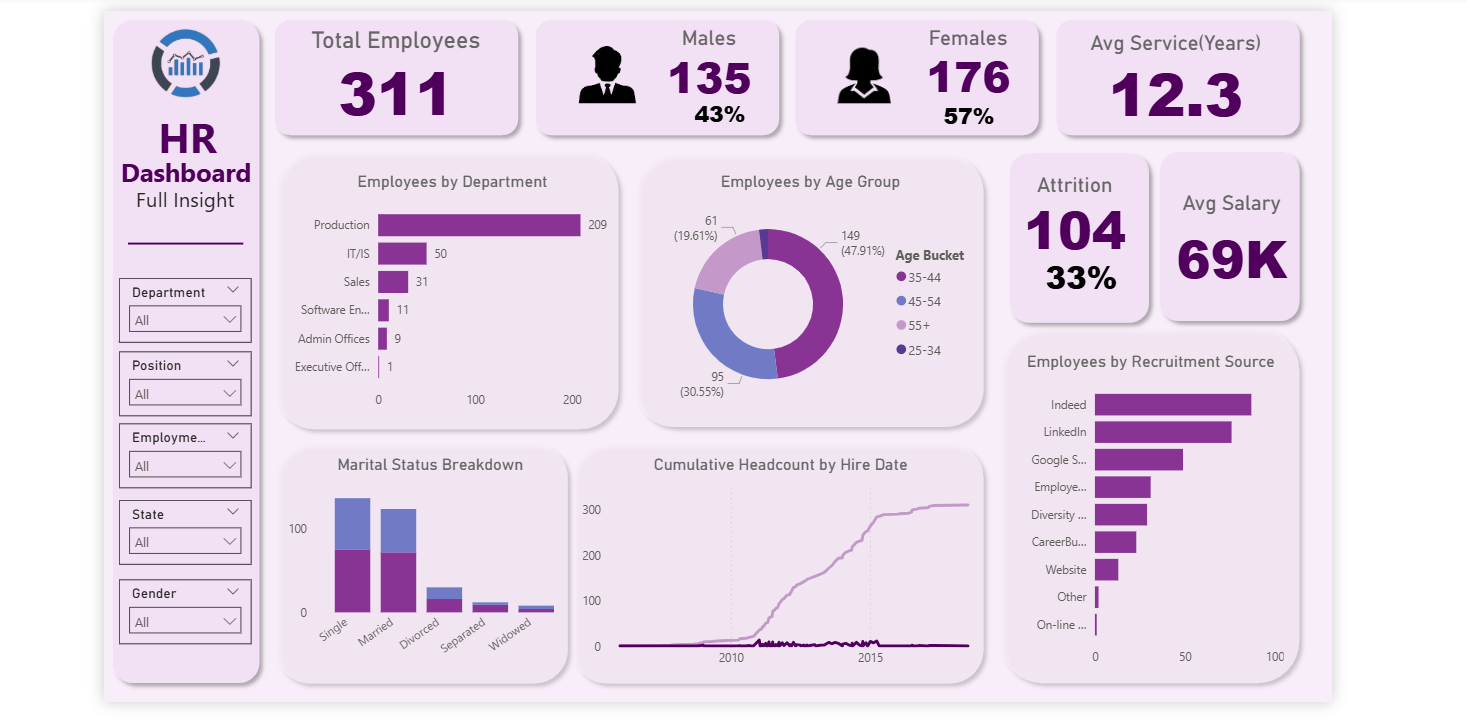 HR
Dashboard
Full Insight
Department
All
Position
All
Employme...
All
State
All
Gender
All
Total Employees
311
Males
135
43%
Females
176
57%
Avg Service(Years)
12.3
Employees by Department
Production
209
IT/IS
50
Sales
31
Software En...
11
Admin Offices
9
Executive Off...
1
0
100
200
Employees by Age Group
61
(19.61%)
149
(47.91%)
95
(30.55%)
Age Bucket
35-44
45-54
55+
25-34
Attrition
104
33%
Avg Salary
69K
Marital Status Breakdown
100
0
Single
Married
Divorced
Separated
Widowed
Cumulative Headcount by Hire Date
300
200
100
0
2010
2015
Employees by Recruitment Source
Indeed
LinkedIn
Google S...
Employe...
Diversity ...
CareerBu...
Website
Other
On-line ...
0
50
100